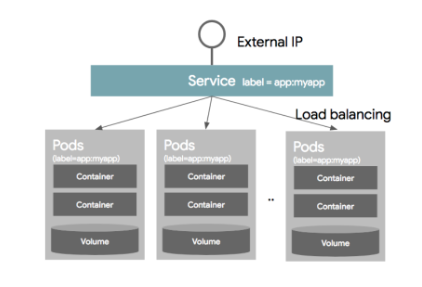 External IP
Service label = app:myapp
Load balancing
Pods
(label=app:myapp)
Container
Container
Volume
Pods
(label=app:myapp)
Container
Container
Volume
..
Pods
(label=app:myapp)
Container
Container
Volume